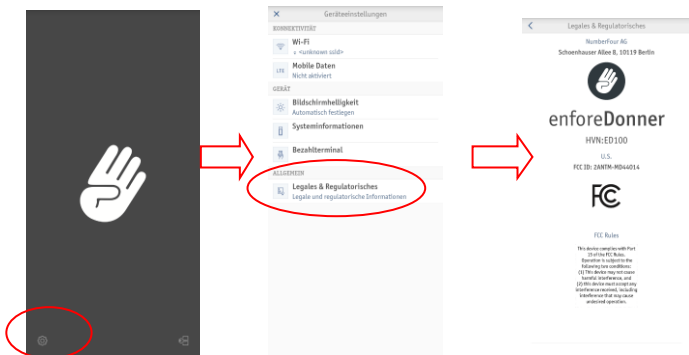 Geräteeinstellungen
KONNEKTIVITÄT
Wi-Fi
<unknown ssid>
LTE
Mobile Daten
Nicht aktiviert
GERÄT
Bildschirmhelligkeit
Automatisch festlegen
Systeminformationen
Bezahlterminal
ALLGEMEIN
Legales & Regulatorisches
Legale und regulatorische Informationen
Legales & Regulatorisches
NumberFour AG
Schoenhauser Allee 8, 10119 Berlin
enforeDonner
HVN:ED100
U.S.
FCC ID: 2ANTM-MD44014
FC
FCC Rules
This device complies with Part
15 of the FCC Rules.
Operation is subject to the
following two conditions:
(1) This device may not cause
harmful interference, and
(2) this device must accept any
interference received, including
interference that may cause
undesired operation.